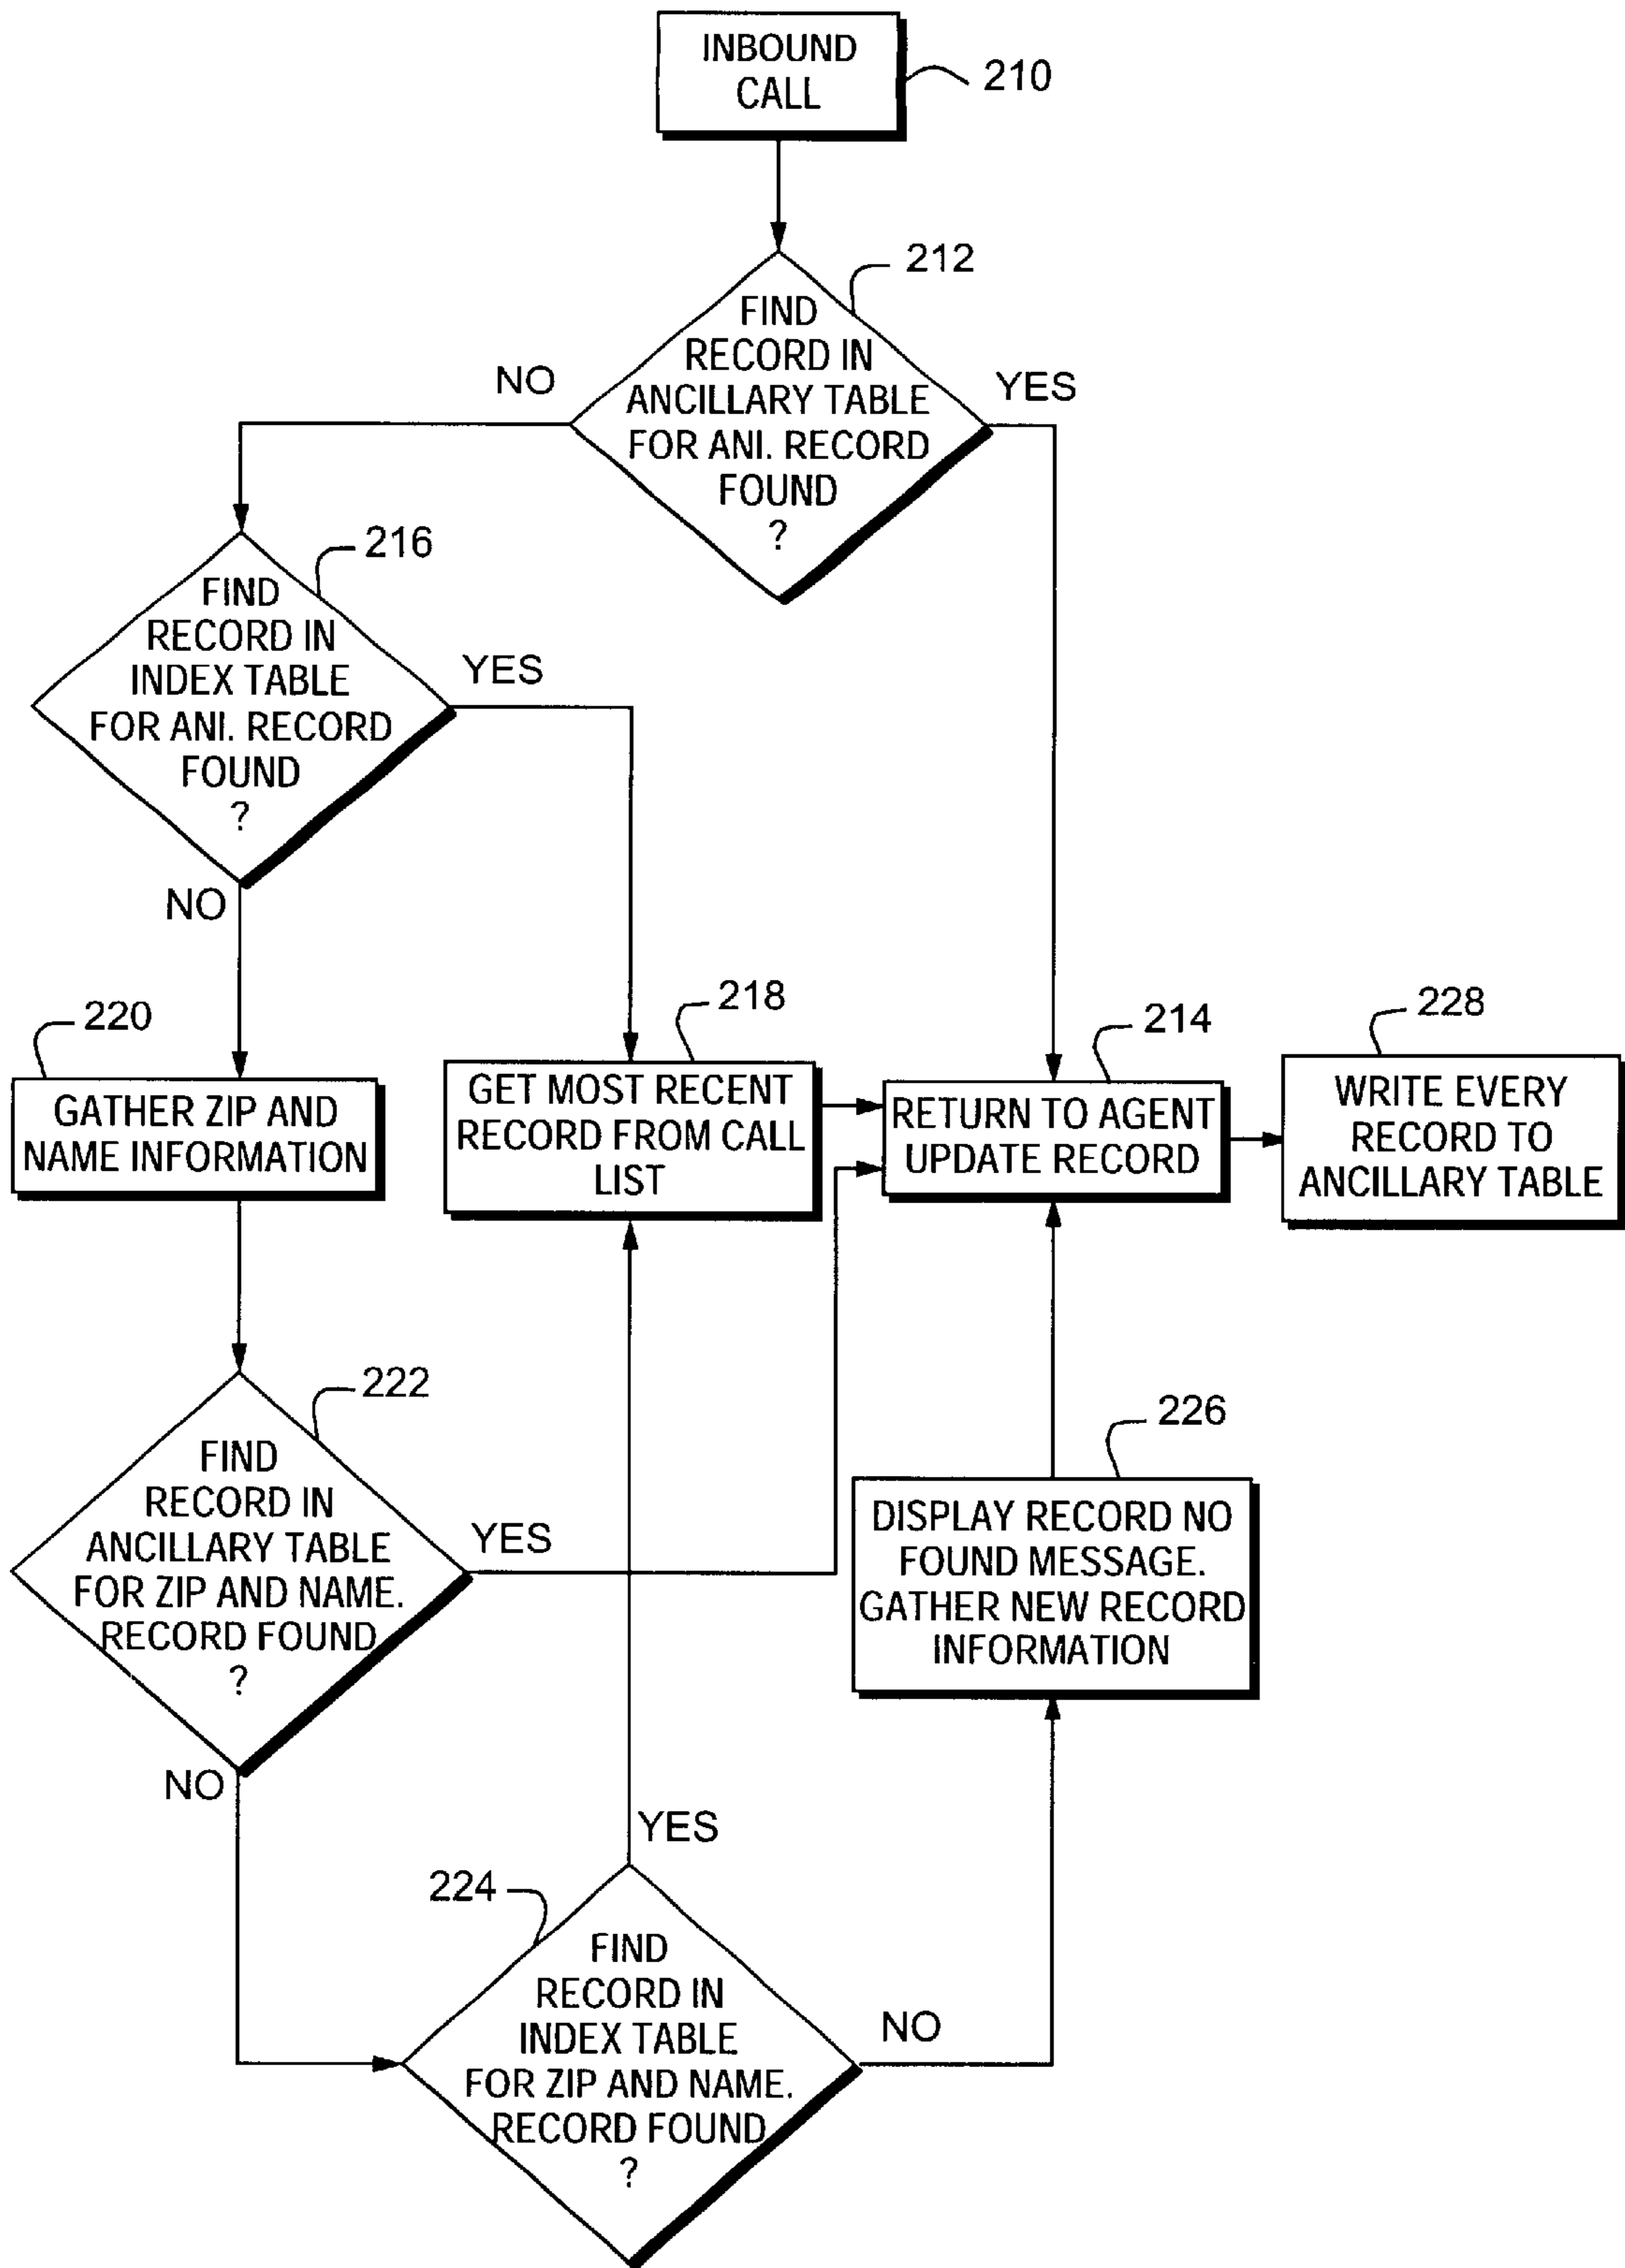 INBOUND
CALL
210
212
FIND
RECORD IN
ANCILLARY TABLE
FOR ANI. RECORD
FOUND
?
NO
YES
216
FIND
RECORD IN
INDEX TABLE
FOR ANI. RECORD
FOUND
?
YES
NO
220
GATHER ZIP AND
NAME INFORMATION
218
GET MOST RECENT
RECORD FROM CALL
LIST
214
RETURN TO AGENT
UPDATE RECORD
228
WRITE EVERY
RECORD TO
ANCILLARY TABLE
222
FIND
RECORD IN
ANCILLARY TABLE
FOR ZIP AND NAME.
RECORD FOUND
?
YES
NO
226
DISPLAY RECORD NO
FOUND MESSAGE.
GATHER NEW RECORD
INFORMATION
YES
224
FIND
RECORD IN
INDEX TABLE
FOR ZIP AND NAME.
RECORD FOUND
?
NO